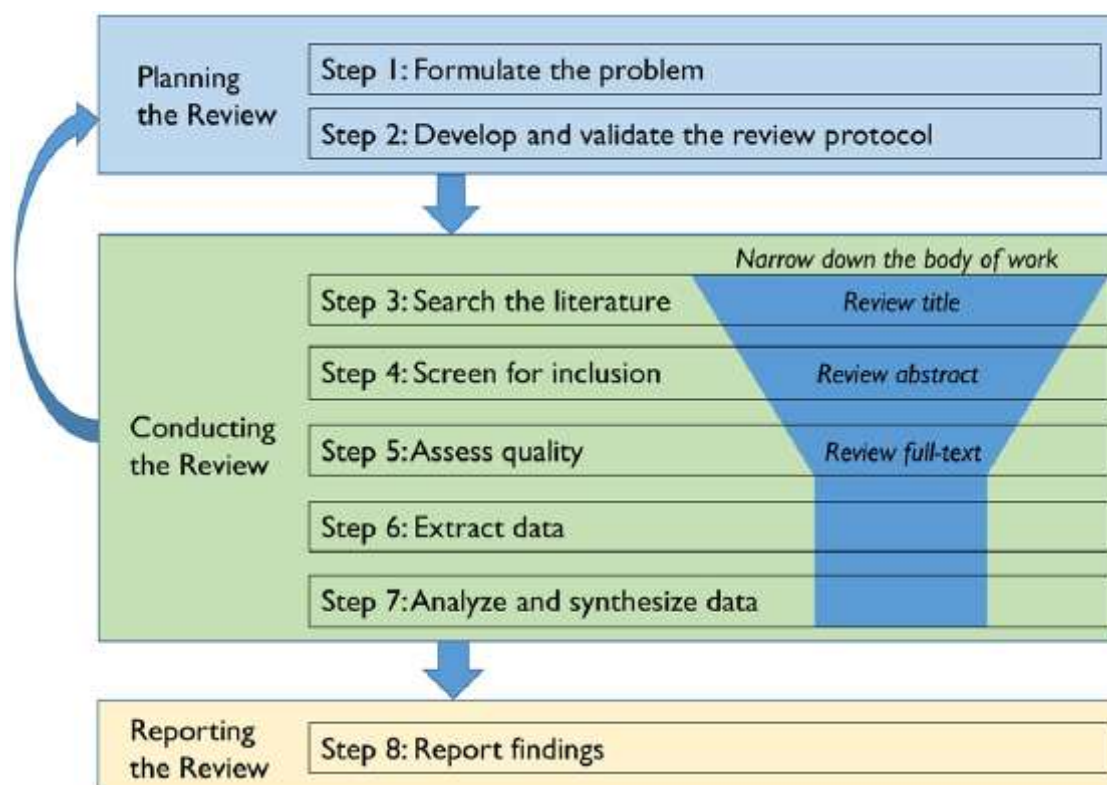 Planning
the Review
Step 1: Formulate the problem
Step 2: Develop and validate the review protocol
Conducting
the Review
Narrow down the body of work
Step 3: Search the literature
Review title
Step 4: Screen for inclusion
Review abstract
Step 5: Assess quality
Review full-text
Step 6: Extract data
Step 7: Analyze and synthesize data
Reporting
the Review
Step 8: Report findings